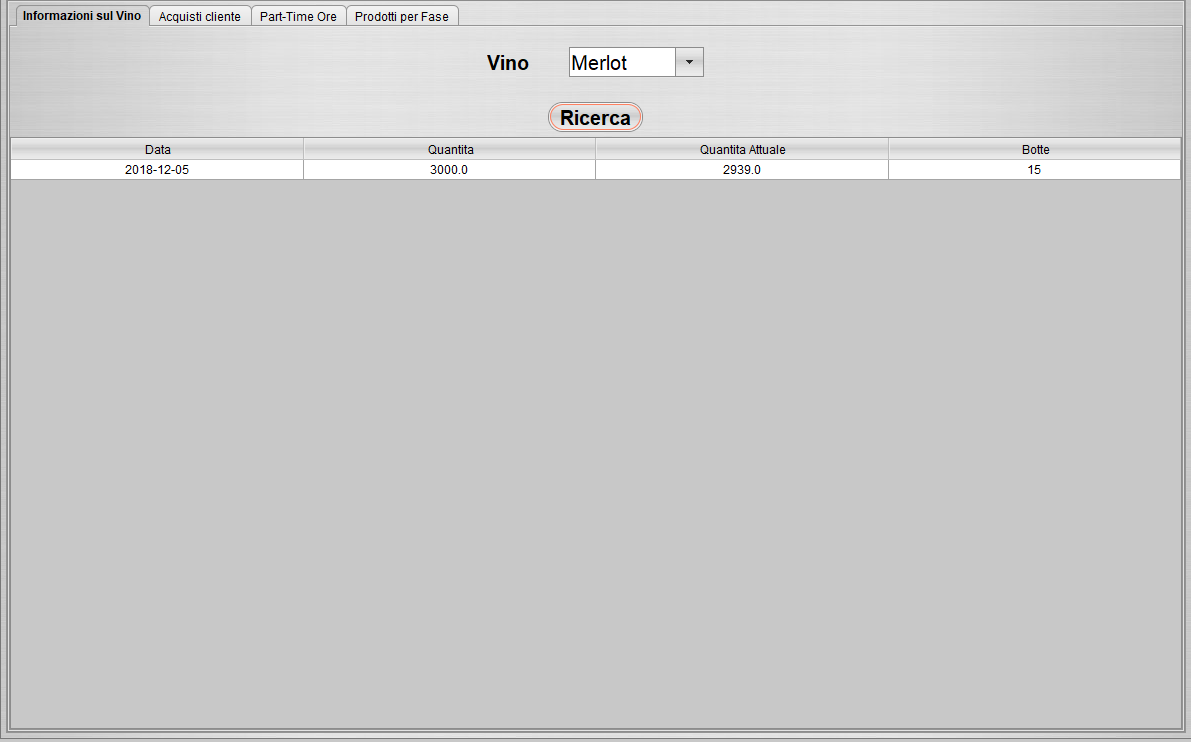 Informazioni sul Vino Acquisti cliente Part-Time Ore Prodotti per Fase
Vino Merlot
Ricerca
Data Quantita Quantita Attuale Botte
2018-12-05 3000.0 2939.0 15